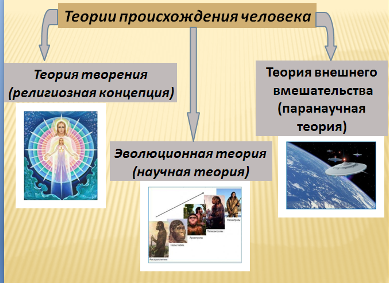 Теории происхождения человека
Теория творения
(религиозная концепция)
Эволюционная теория
(научная теория)
Теория внешнего
вмешательства
(паранаучная
теория)